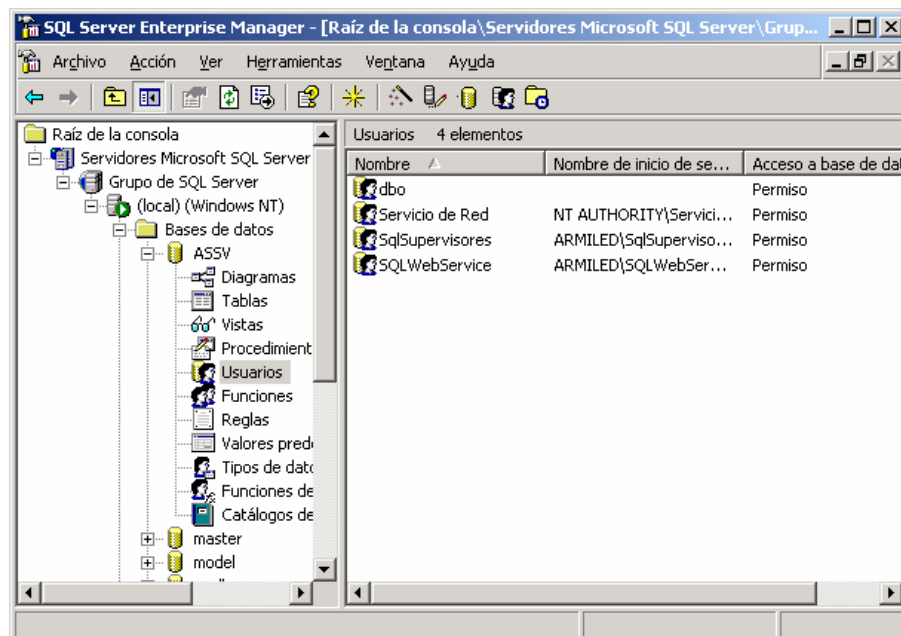 SQL Server Enterprise Manager - [Raíz de la consola\Servidores Microsoft SQL Server\Grup...
Archivo Acción Ver Herramientas Ventana Ayuda
Raíz de la consola
Servidores Microsoft SQL Server
Grupo de SQL Server
(local) (Windows NT)
Bases de datos
ASSV
Diagramas
Tablas
Vistas
Procedimient
Usuarios
Funciones
Reglas
Valores pred
Tipos de dato
Funciones de
Catálogos de
master
model
Usuarios 4 elementos
Nombre Nombre de inicio de se... Acceso a base de dat
dbo Permiso
Servicio de Red NT AUTHORITY\Servici... Permiso
SqlSupervisores ARMILED\SqlSuperviso... Permiso
SQLWebService ARMILED\SQLWebSer... Permiso